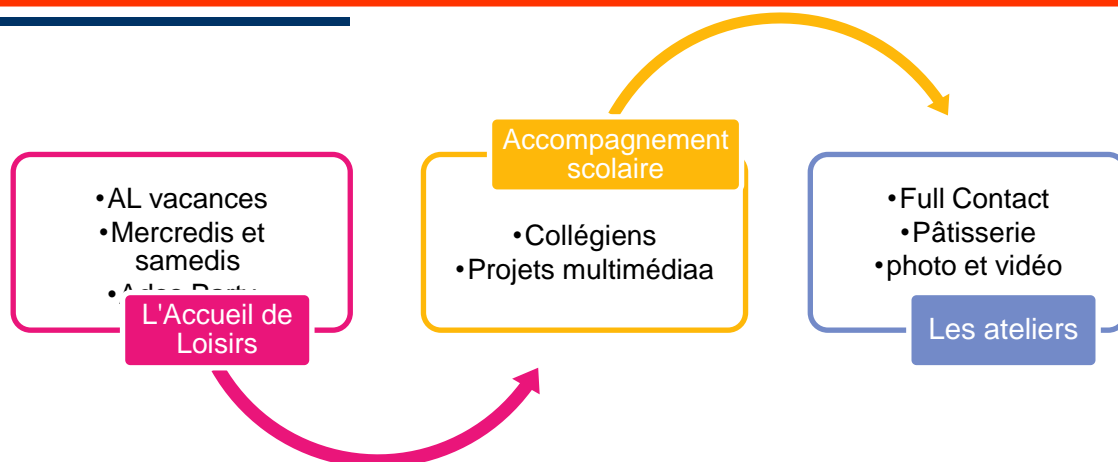 •AL vacances
•Mercredis et
samedis
L'Accueil de
Loisirs
Accompagnement
scolaire
•Collégiens
•Projets multimédiaa
•Full Contact
•Pâtisserie
•photo et vidéo
Les ateliers